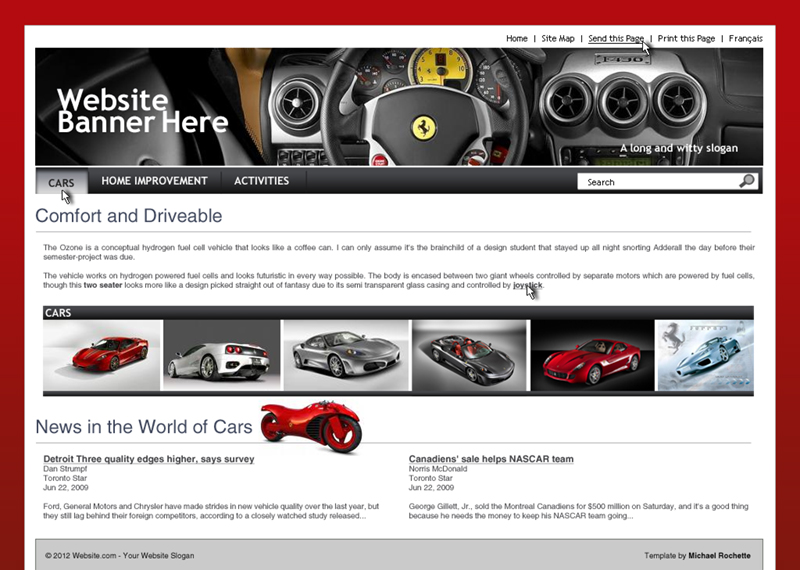 Home | Site Map | Send this Page | Print this Page | Français
Website
Banner Here
A long and witty slogan
CARS HOME IMPROVEMENT ACTIVITIES Search
Comfort and Driveable
The Ozone is a conceptual hydrogen fuel cell vehicle that looks like a coffee can. I can only assume it's the brainchild of a design student that stayed up all night snorting Adderall the day before their
semester-project was due.
The vehicle works on hydrogen powered fuel cells and looks futuristic in every way possible. The body is encased between two giant wheels controlled by separate motors which are powered by fuel cells,
though this two seater looks more like a design picked straight out of fantasy due to its semi transparent glass casing and controlled by joystick.
CARS
News in the World of Cars
Detroit Three quality edges higher, says survey
Dan Strumpf
Toronto Star
Jun 22, 2009
Ford, General Motors and Chrysler have made strides in new vehicle quality over the last year, but
they still lag behind their foreign competitors, according to a closely watched study released...
Canadiens' sale helps NASCAR team
Norris McDonald
Toronto Star
Jun 22, 2009
George Gillett, Jr., sold the Montreal Canadiens for $500 million on Saturday, and it's a good thing
because he needs the money to keep his NASCAR team going...
© 2012 Website.com - Your Website Slogan
Template by Michael Rochette